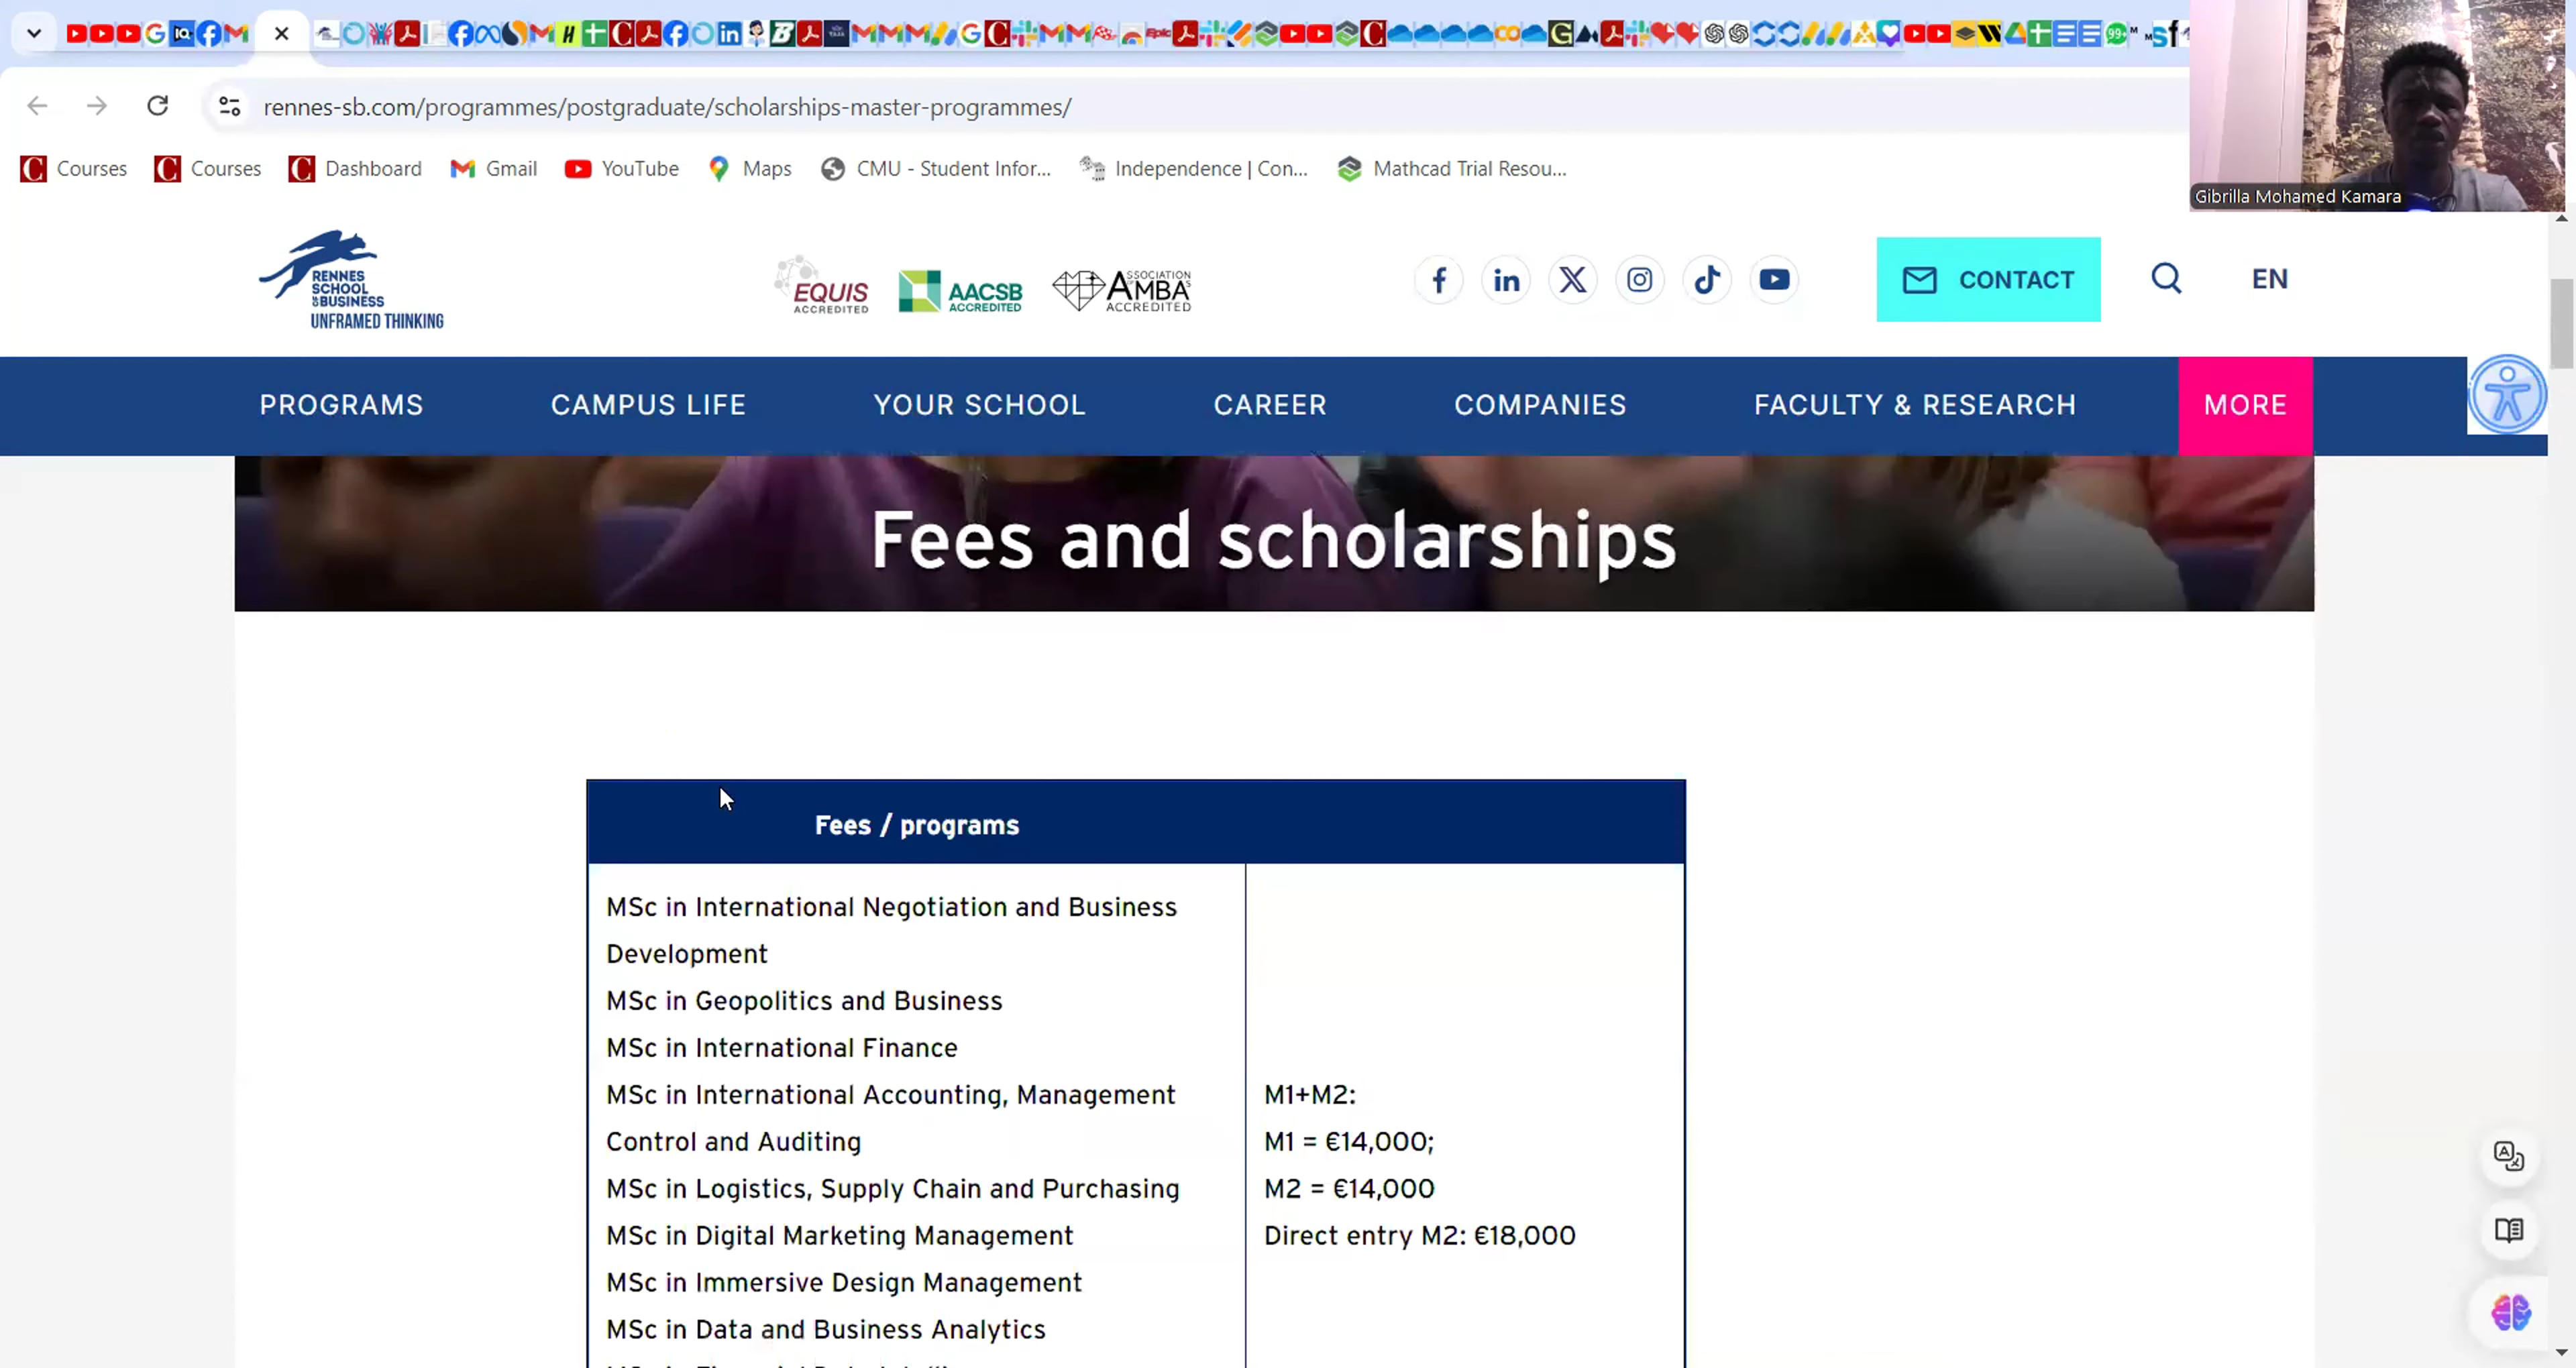 rennes-sb.com/programmes/postgraduate/scholarships-master-programmes/
Courses
Courses
Dashboard
Gmail
YouTube
Maps
CMU - Student Infor...
Independence | Con...
Mathcad Trial Resou...
Gibrilla Mohamed Kamara
RENNES
SCHOOL
OF BUSINESS
UNFRAMED THINKING
EQUIS
ACCREDITED
AACSB
ACCREDITED
ASSOCIATION
OF MBAs
ACCREDITED
CONTACT
EN
PROGRAMS
CAMPUS LIFE
YOUR SCHOOL
CAREER
COMPANIES
FACULTY & RESEARCH
MORE
Fees and scholarships
Fees / programs
MSc in International Negotiation and Business
Development
MSc in Geopolitics and Business
MSc in International Finance
MSc in International Accounting, Management
Control and Auditing
MSc in Logistics, Supply Chain and Purchasing
MSc in Digital Marketing Management
MSc in Immersive Design Management
MSc in Data and Business Analytics
M1+M2:
M1 = €14,000;
M2 = €14,000
Direct entry M2: €18,000